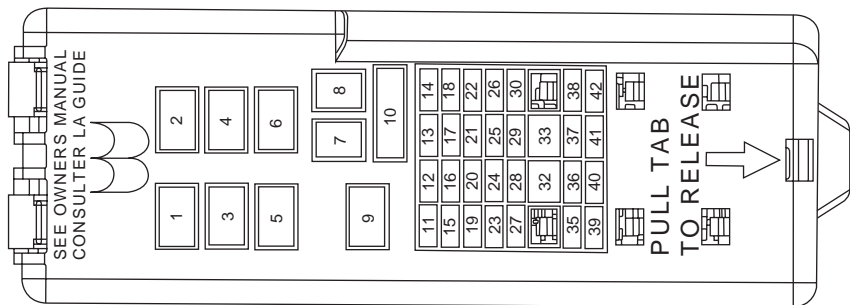 SEE OWNERS MANUAL
CONSULTER LA GUIDE
1 2
3 4
5 6
7 8
9 10
11 12 13 14
15 16 17 18
19 20 21 22
23 24 25 26
27 28 29 30
32 33
35 36 37 38
39 40 41 42
PULL TAB
TO RELEASE